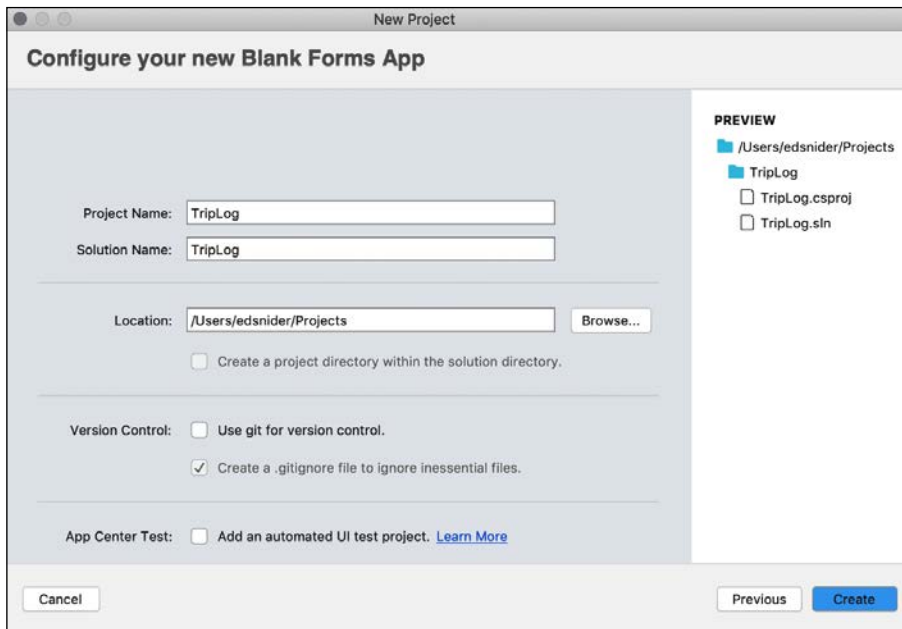 New Project
Configure your new Blank Forms App
Project Name: TripLog
Solution Name: TripLog
Location: /Users/edsnider/Projects Browse...
Create a project directory within the solution directory.
Version Control: Use git for version control.
Create a .gitignore file to ignore inessential files.
App Center Test: Add an automated UI test project. Learn More
PREVIEW
/Users/edsnider/Projects
TripLog
TripLog.csproj
TripLog.sln
Cancel Previous Create